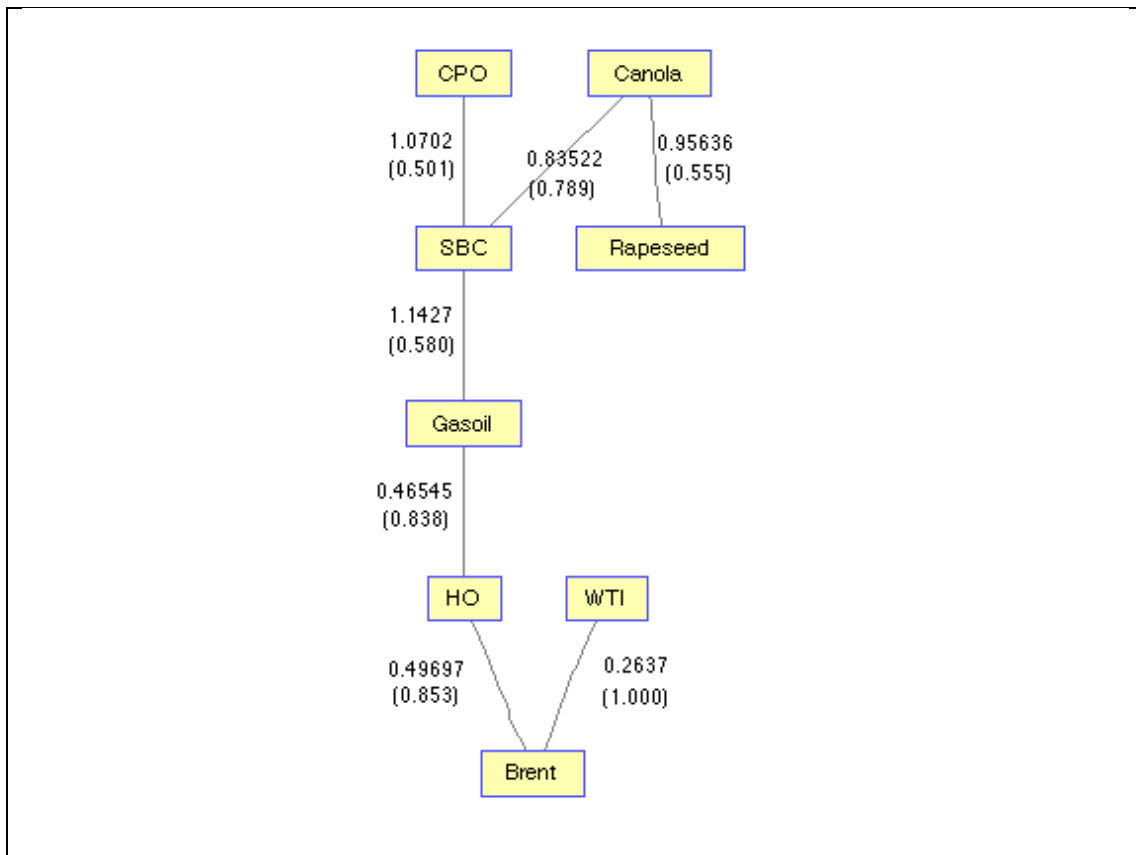 CPO
Canola
1.0702
(0.501)
0.83522
(0.789)
0.95636
(0.555)
SBC
Rapeseed
1.1427
(0.580)
Gasoil
0.46545
(0.838)
HO
WTI
0.49697
(0.853)
0.2637
(1.000)
Brent